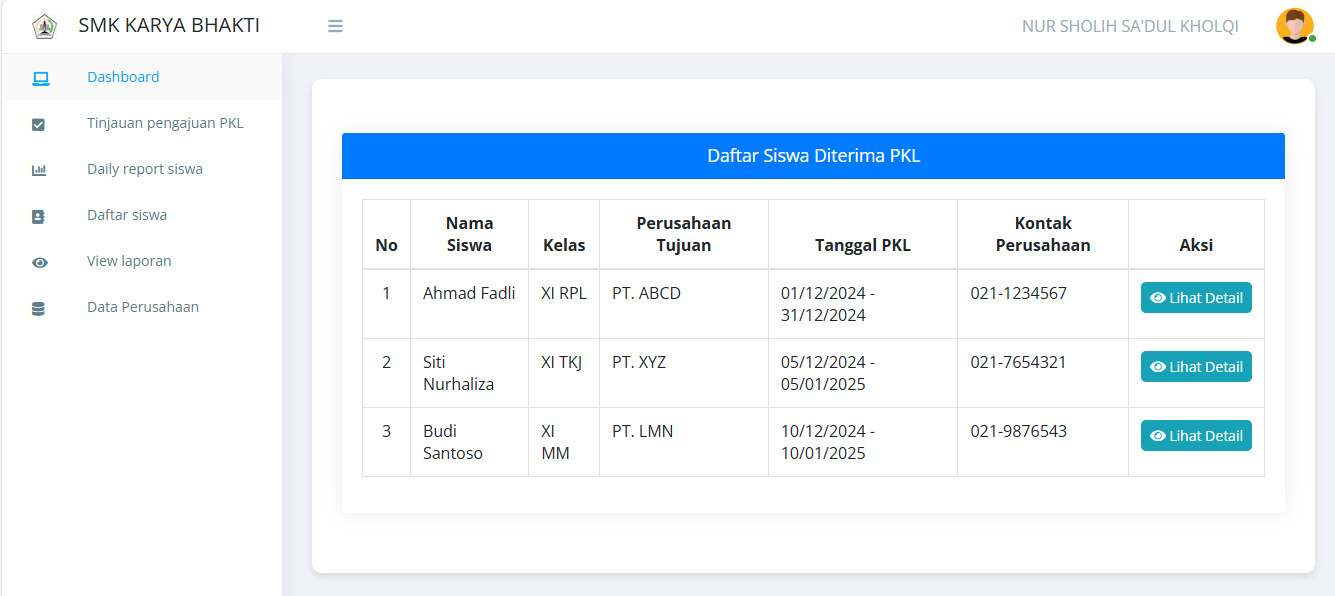 SMK KARYA BHAKTI
NUR SHOLIH SA'DUL KHOLQI
Dashboard
Tinjauan pengajuan PKL
Daily report siswa
Daftar siswa
View laporan
Data Perusahaan
Daftar Siswa Diterima PKL
No Nama Siswa Kelas Perusahaan Tujuan Tanggal PKL Kontak Perusahaan Aksi
1 Ahmad Fadli XI RPL PT. ABCD 01/12/2024 - 31/12/2024 021-1234567 Lihat Detail
2 Siti Nurhaliza XI TKJ PT. XYZ 05/12/2024 - 05/01/2025 021-7654321 Lihat Detail
3 Budi Santoso XI MM PT. LMN 10/12/2024 - 10/01/2025 021-9876543 Lihat Detail